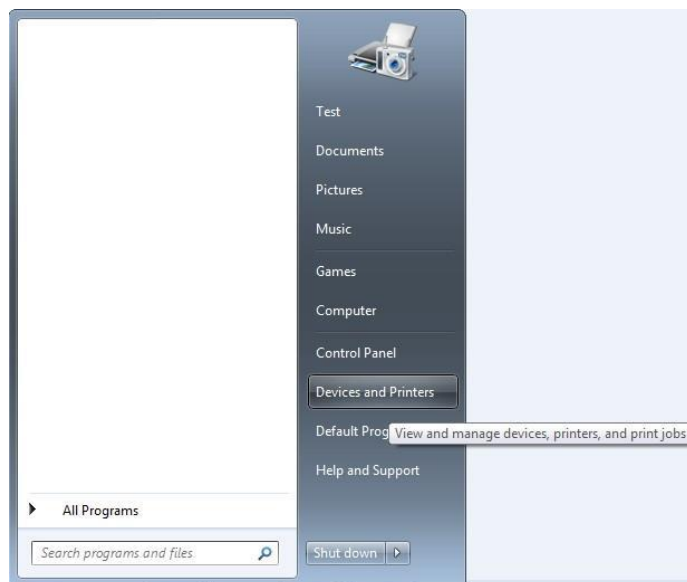 Test
Documents
Pictures
Music
Games
Computer
Control Panel
Devices and Printers
Default Prog
View and manage devices, printers, and print jobs
Help and Support
All Programs
Search programs and files
Shut down